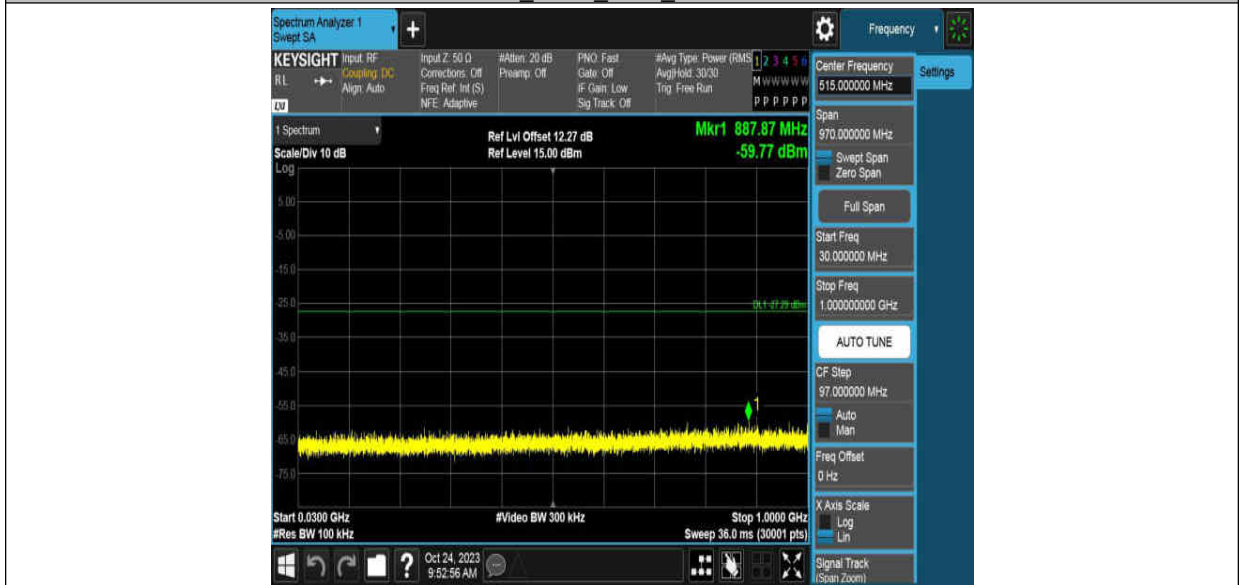 Spectrum Analyzer 1
Swept SA
+
Frequency
KEYSIGHT
Input: RF
Coupling: DC
Align: Auto
RL
Input Z: 50 Ω
Corrections: Off
Freq Ref: Int (S)
NFE: Adaptive
#Atten: 20 dB
Preamp: Off
PNO: Fast
Gate: Off
IF Gain: Low
Sig Track: Off
#Avg Type: Power (RMS
Avg|Hold: 30/30
Trig: Free Run
1 2 3 4 5 6
M W W W W W
P P P P P P
Center Frequency
515.000000 MHz
Settings
Span
970.000000 MHz
Swept Span
Zero Span
Full Span
Start Freq
30.000000 MHz
Stop Freq
1.000000000 GHz
AUTO TUNE
CF Step
97.000000 MHz
Auto
Man
Freq Offset
0 Hz
X Axis Scale
Log
Lin
Signal Track
(Span Zoom)
1 Spectrum
Scale/Div 10 dB
Log
Ref Lvl Offset 12.27 dB
Ref Level 15.00 dBm
Mkr1 887.87 MHz
-59.77 dBm
5.00
-5.00
-15.0
-25.0
DL1 -27.29 dBm
-35.0
-45.0
-55.0
1
-65.0
-75.0
Start 0.0300 GHz
#Res BW 100 kHz
#Video BW 300 kHz
Stop 1.0000 GHz
Sweep 36.0 ms (30001 pts)
?
Oct 24, 2023
9:52:56 AM